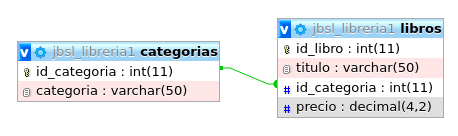 jbsl_libreria1 categorias
id_categoria : int(11)
categoria : varchar(50)
jbsl_libreria1 libros
id_libro : int(11)
titulo : varchar(50)
id_categoria : int(11)
precio : decimal(4,2)